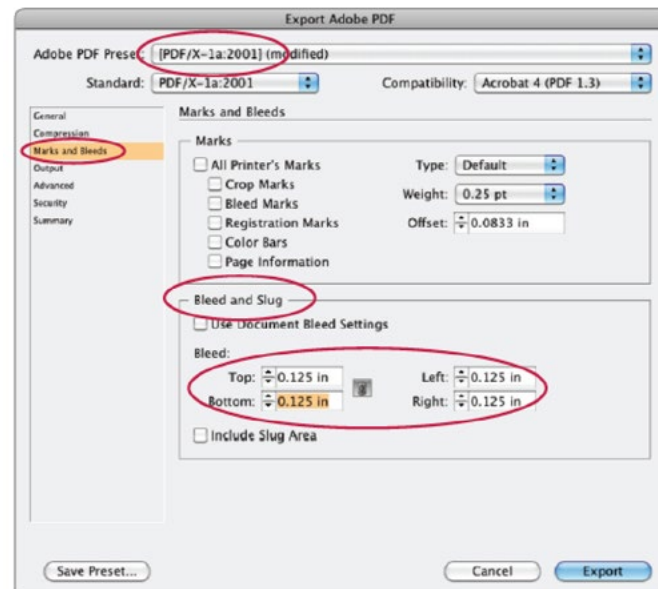 Export Adobe PDF
Adobe PDF Preset: [PDF/X-1a:2001] (modified)
Standard: PDF/X-1a:2001 Compatibility: Acrobat 4 (PDF 1.3)
General
Compression
Marks and Bleeds
Output
Advanced
Security
Summary
Marks and Bleeds
Marks
All Printer's Marks
Crop Marks
Bleed Marks
Registration Marks
Color Bars
Page Information
Type: Default
Weight: 0.25 pt
Offset: 0.0833 in
Bleed and Slug
Use Document Bleed Settings
Bleed:
Top: 0.125 in Left: 0.125 in
Bottom: 0.125 in Right: 0.125 in
Include Slug Area
Save Preset... Cancel Export